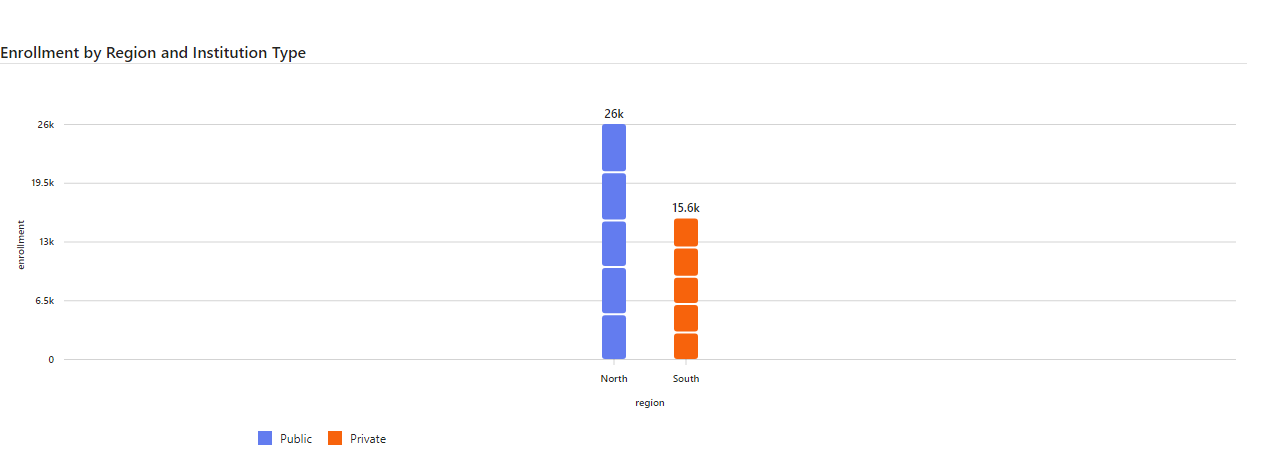 Enrollment by Region and Institution Type
26k
26k
19.5k
15.6k
enrollment
13k
6.5k
0
North South
region
Public Private